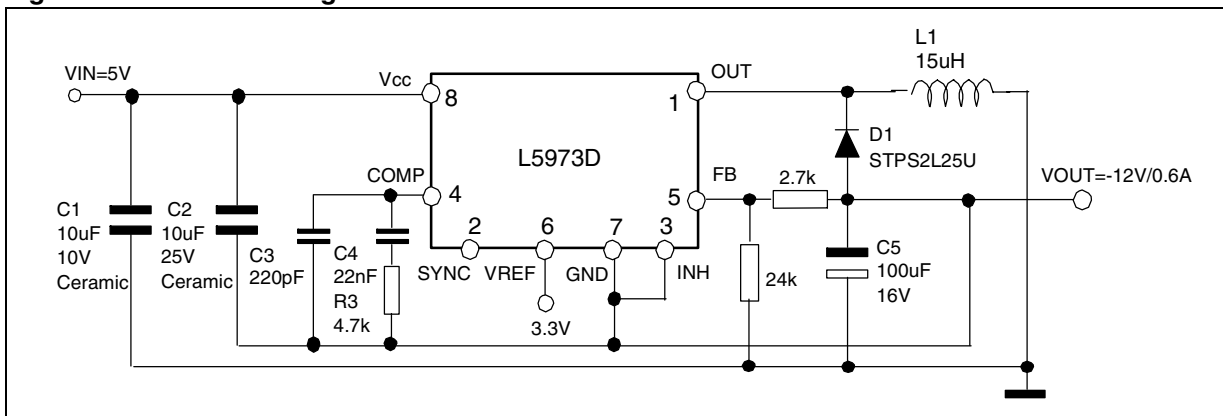 VIN=5V
Vcc
8
L5973D
OUT
1
L1
15uH
D1
STPS2L25U
COMP
4
FB
5
2.7k
VOUT=-12V/0.6A
C1
10uF
10V
Ceramic
C2
10uF
25V
Ceramic
C3
220pF
C4
22nF
R3
4.7k
2
SYNC
6
VREF
3.3V
7
GND
3
INH
24k
C5
100uF
16V